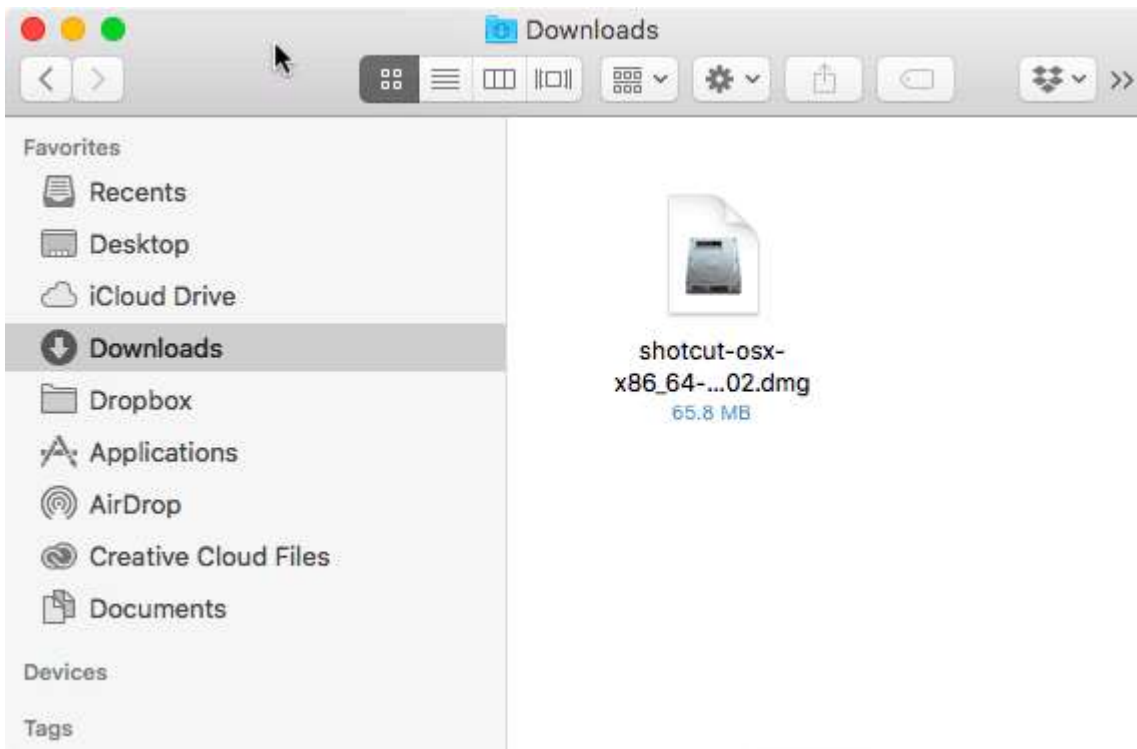 Downloads
Favorites
Recents
Desktop
iCloud Drive
Downloads
Dropbox
Applications
AirDrop
Creative Cloud Files
Documents
Devices
Tags
shotcut-osx-
x86_64-...02.dmg
65.8 MB